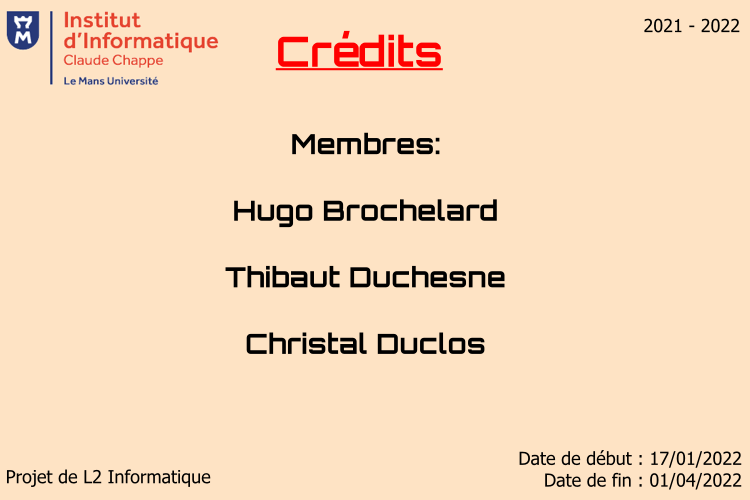 Institut
d'Informatique
Claude Chappe
Le Mans Université
2021 - 2022
Crédits
Membres:
Hugo Brochelard
Thibaut Duchesne
Christal Duclos
Projet de L2 Informatique
Date de début : 17/01/2022
Date de fin : 01/04/2022